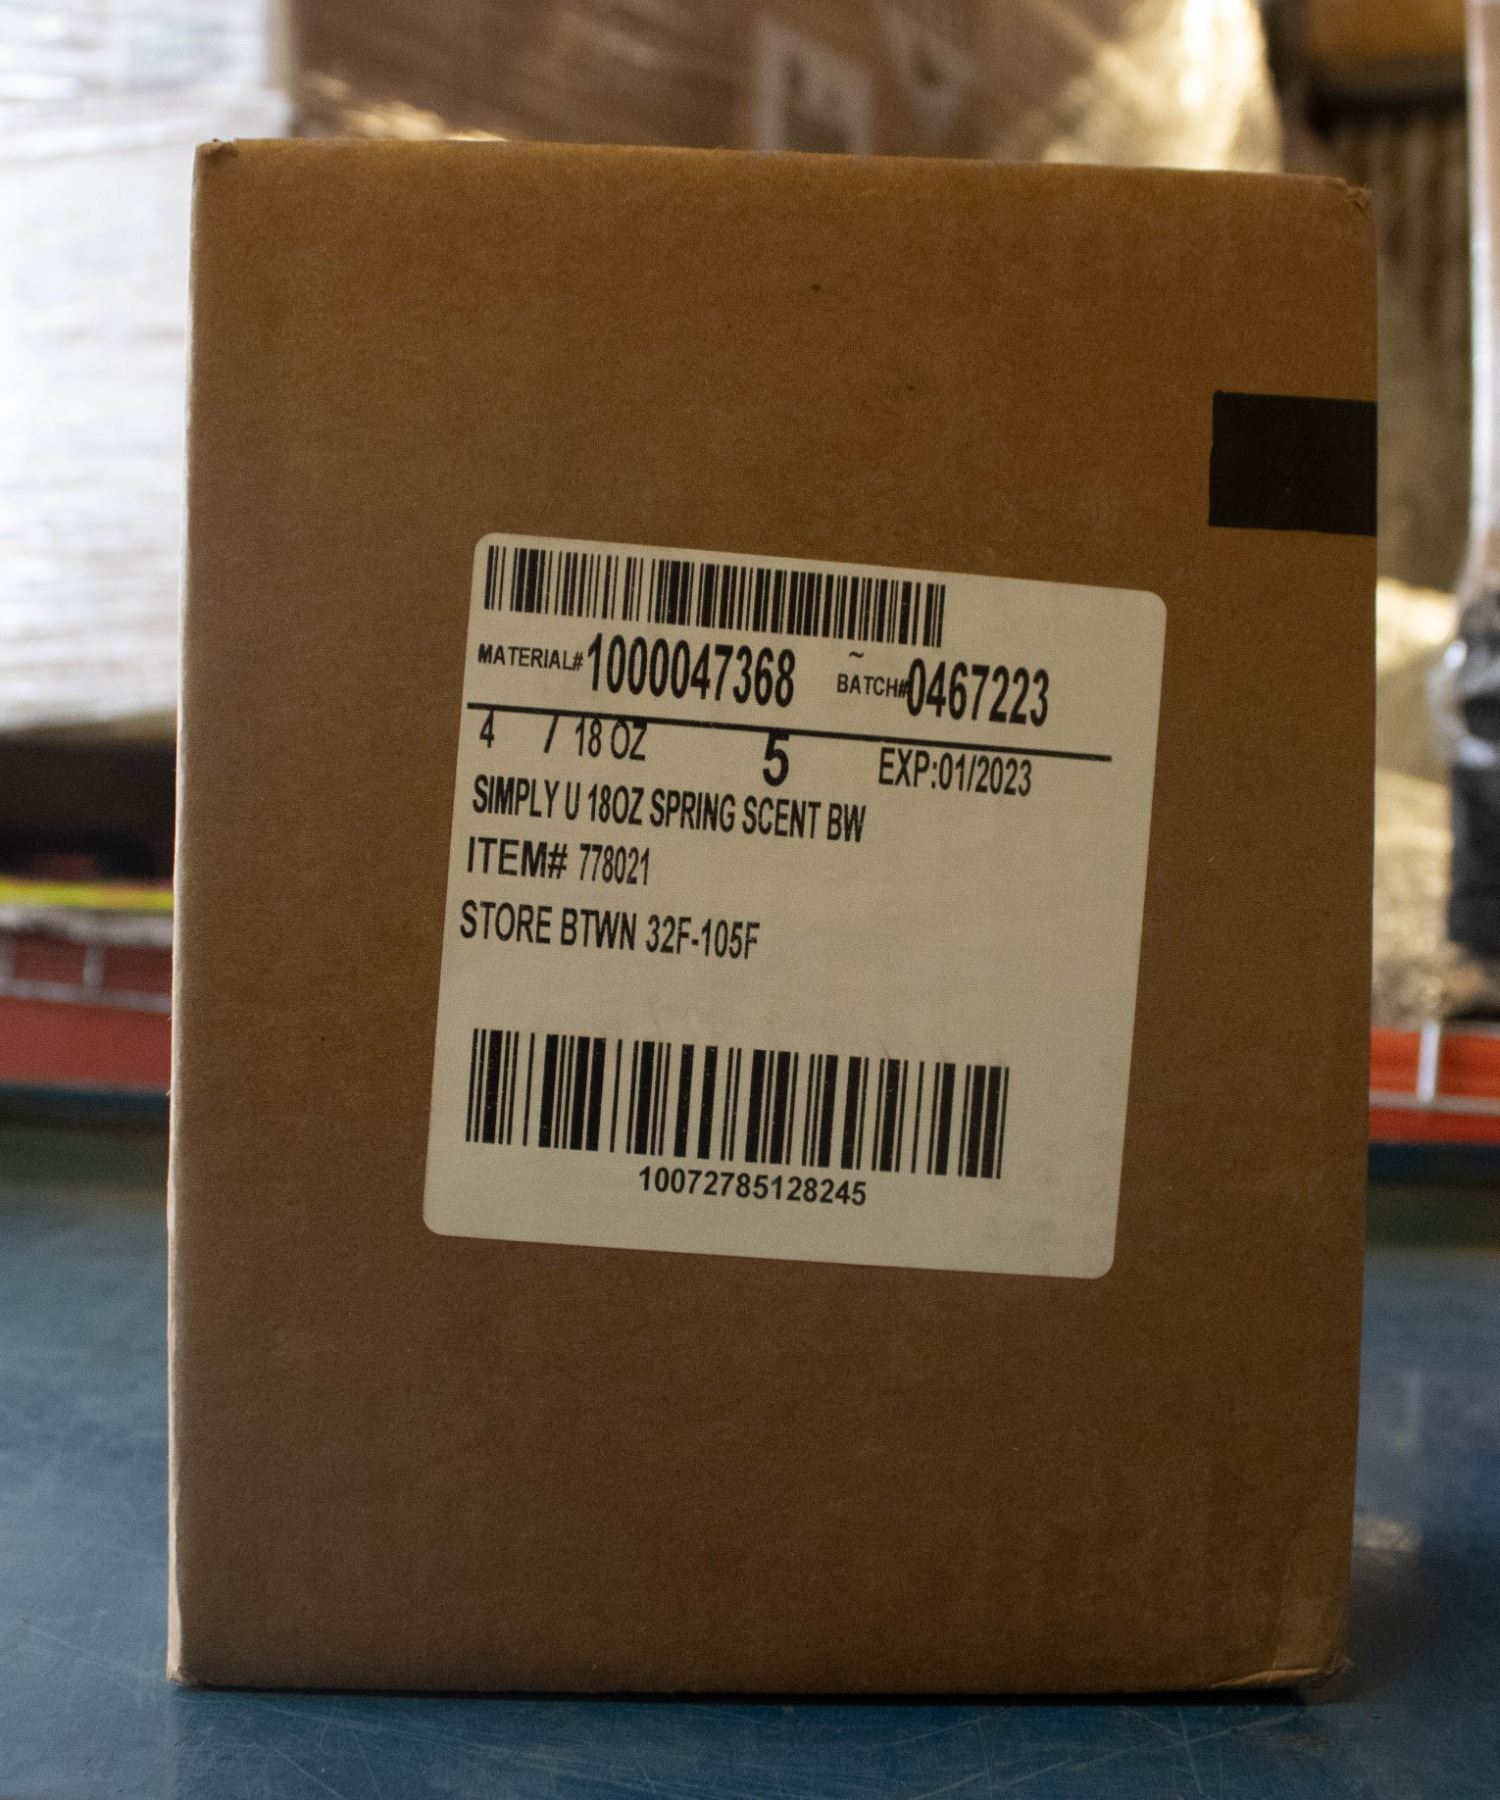 MATERIAL# 1000047368 ~ BATCH# 0467223
4 / 18 OZ 5 EXP:01/2023
SIMPLY U 18OZ SPRING SCENT BW
ITEM# 778021
STORE BTWN 32F-105F
10072785128245